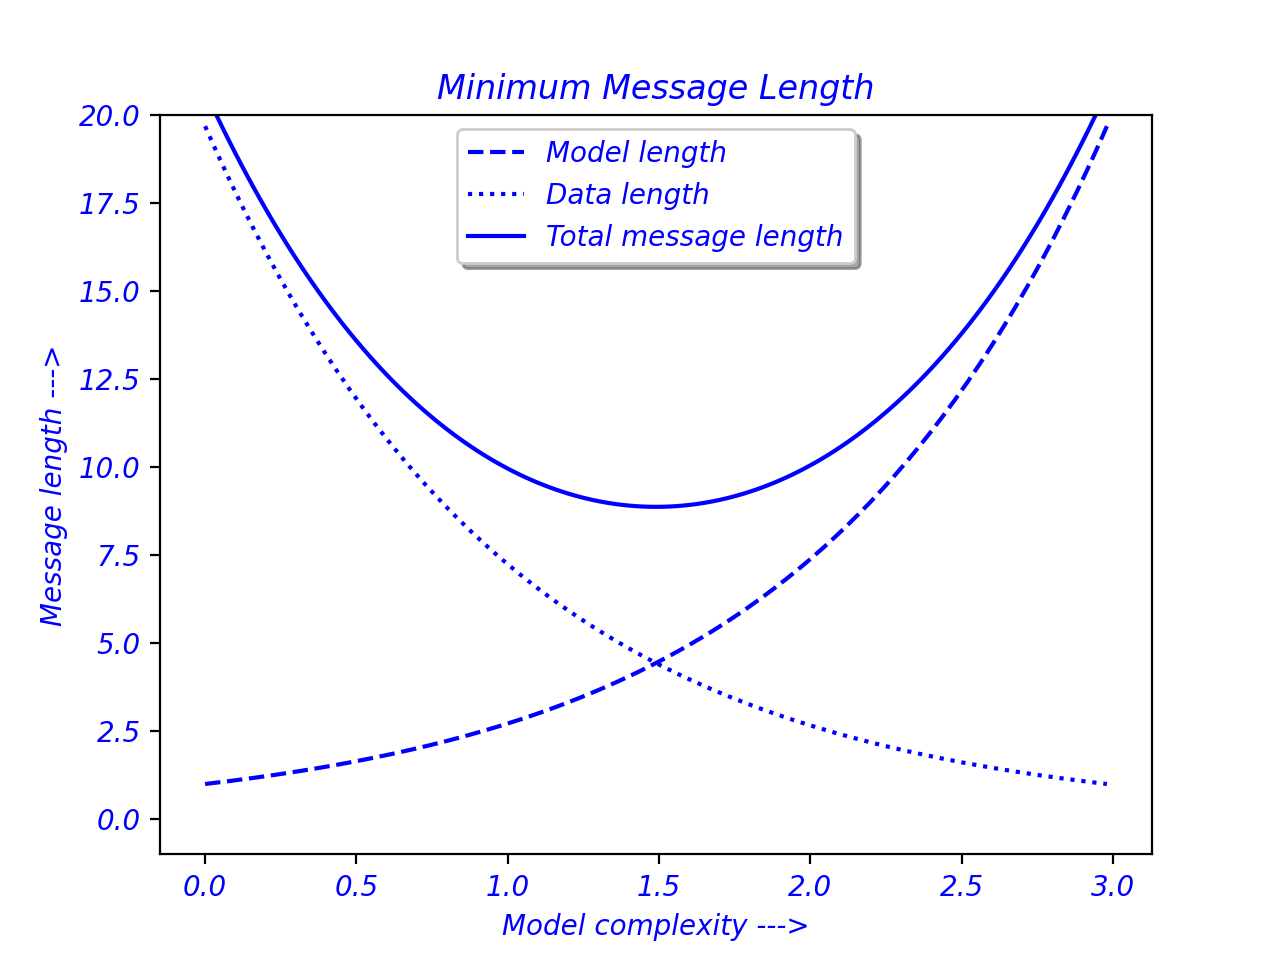 Minimum Message Length
Model length
Data length
Total message length
20.0
17.5
15.0
12.5
10.0
7.5
5.0
2.5
0.0
Message length --->
0.0 0.5 1.0 1.5 2.0 2.5 3.0
Model complexity --->